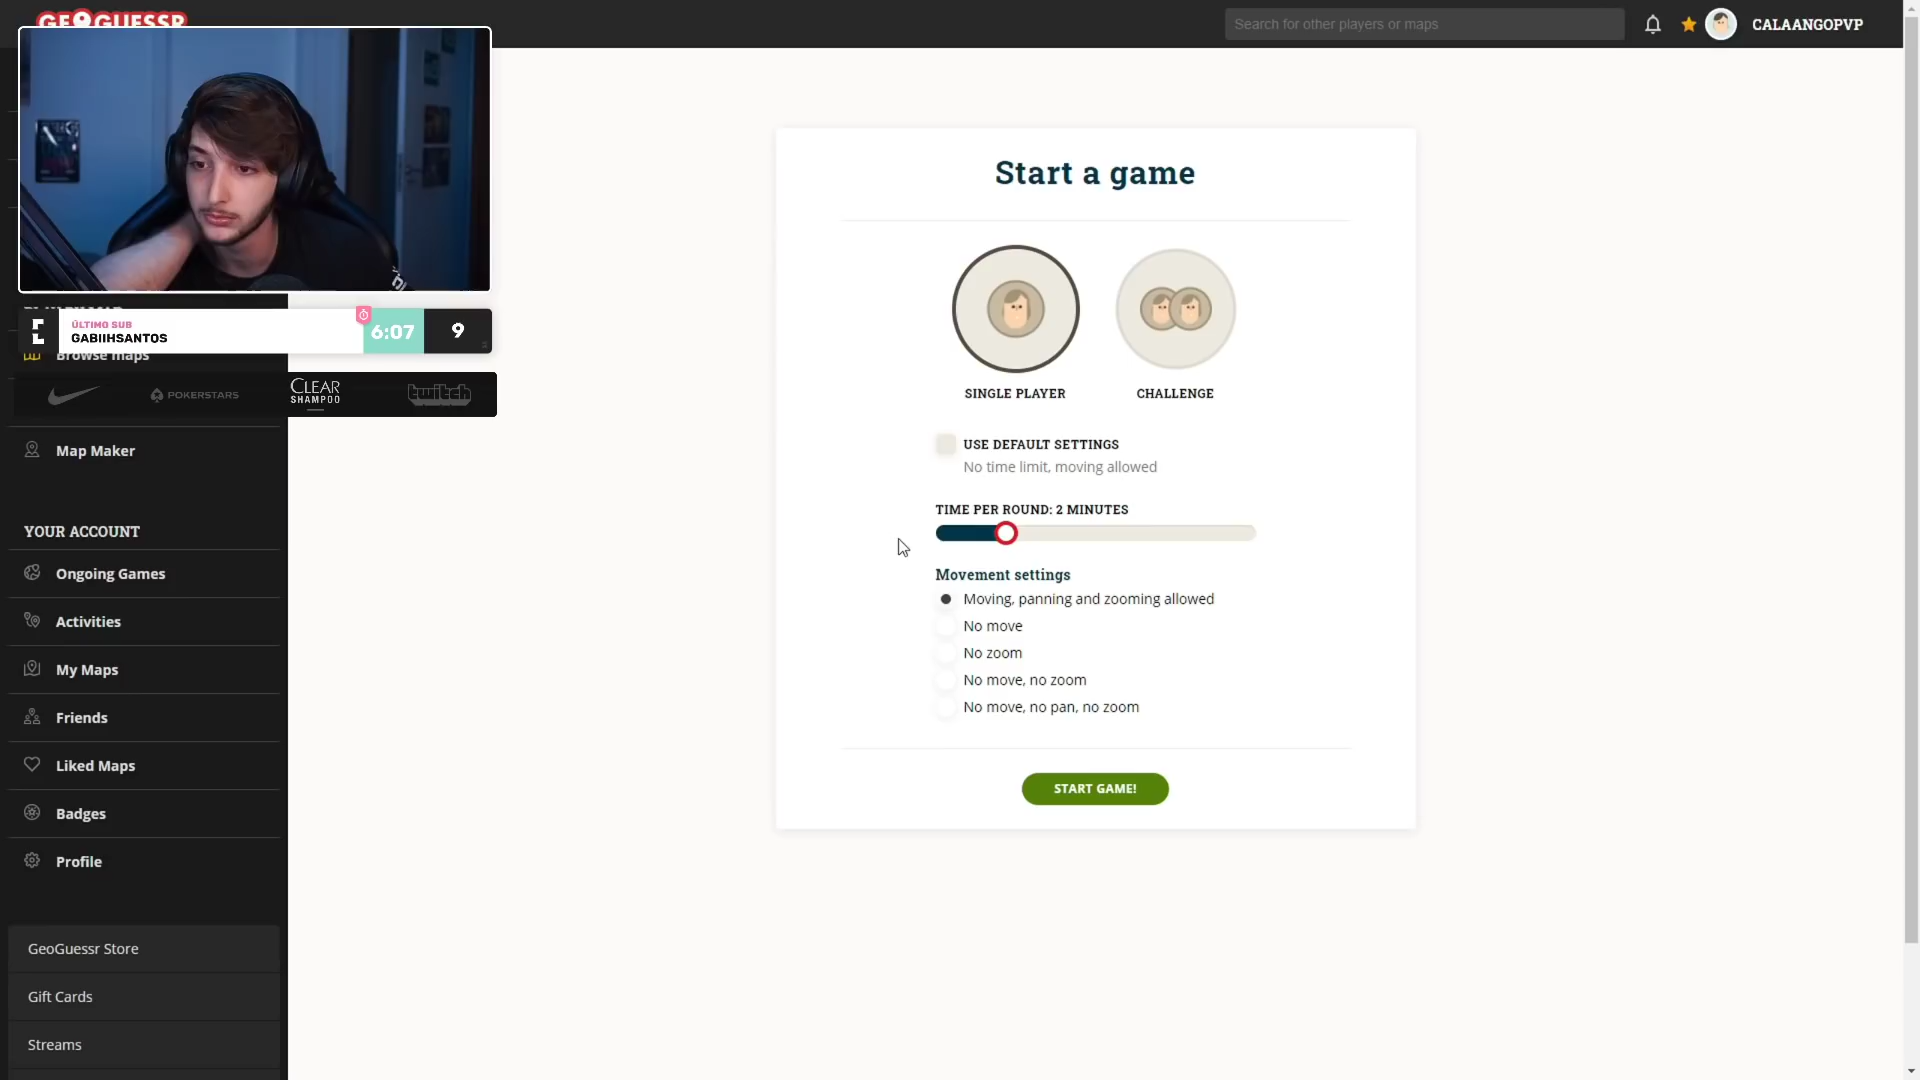 GEOGUESSR
Search for other players or maps
CALAANGOPVP
ÚLTIMO SUB
GABIIHSANTOS
6:07
9
Browse maps
POKERSTARS
CLEAR
SHAMPOO
twitch
Map Maker
YOUR ACCOUNT
Ongoing Games
Activities
My Maps
Friends
Liked Maps
Badges
Profile
GeoGuessr Store
Gift Cards
Streams
Start a game
SINGLE PLAYER
CHALLENGE
USE DEFAULT SETTINGS
No time limit, moving allowed
TIME PER ROUND: 2 MINUTES
Movement settings
Moving, panning and zooming allowed
No move
No zoom
No move, no zoom
No move, no pan, no zoom
START GAME!